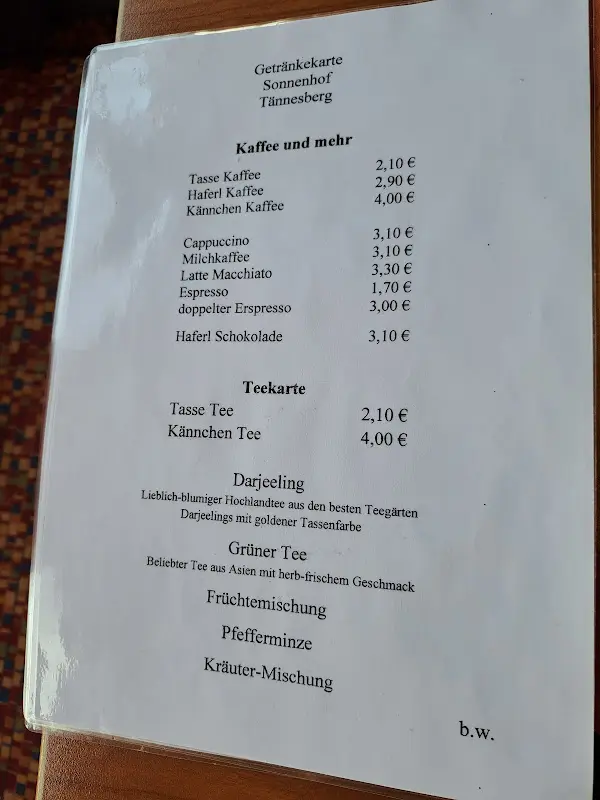 Getränkekarte
Sonnenhof
Tännesberg
Kaffee und mehr
Tasse Kaffee 2,10 €
Haferl Kaffee 2,90 €
Kännchen Kaffee 4,00 €
Cappuccino 3,10 €
Milchkaffee 3,10 €
Latte Macchiato 3,30 €
Espresso 1,70 €
doppelter Erspresso 3,00 €
Haferl Schokolade 3,10 €
Teekarte
Tasse Tee 2,10 €
Kännchen Tee 4,00 €
Darjeeling
Lieblich-blumiger Hochlandtee aus den besten Teegärten
Darjeelings mit goldener Tassenfarbe
Grüner Tee
Beliebter Tee aus Asien mit herb-frischem Geschmack
Früchtemischung
Pfefferminze
Kräuter-Mischung
b.w.